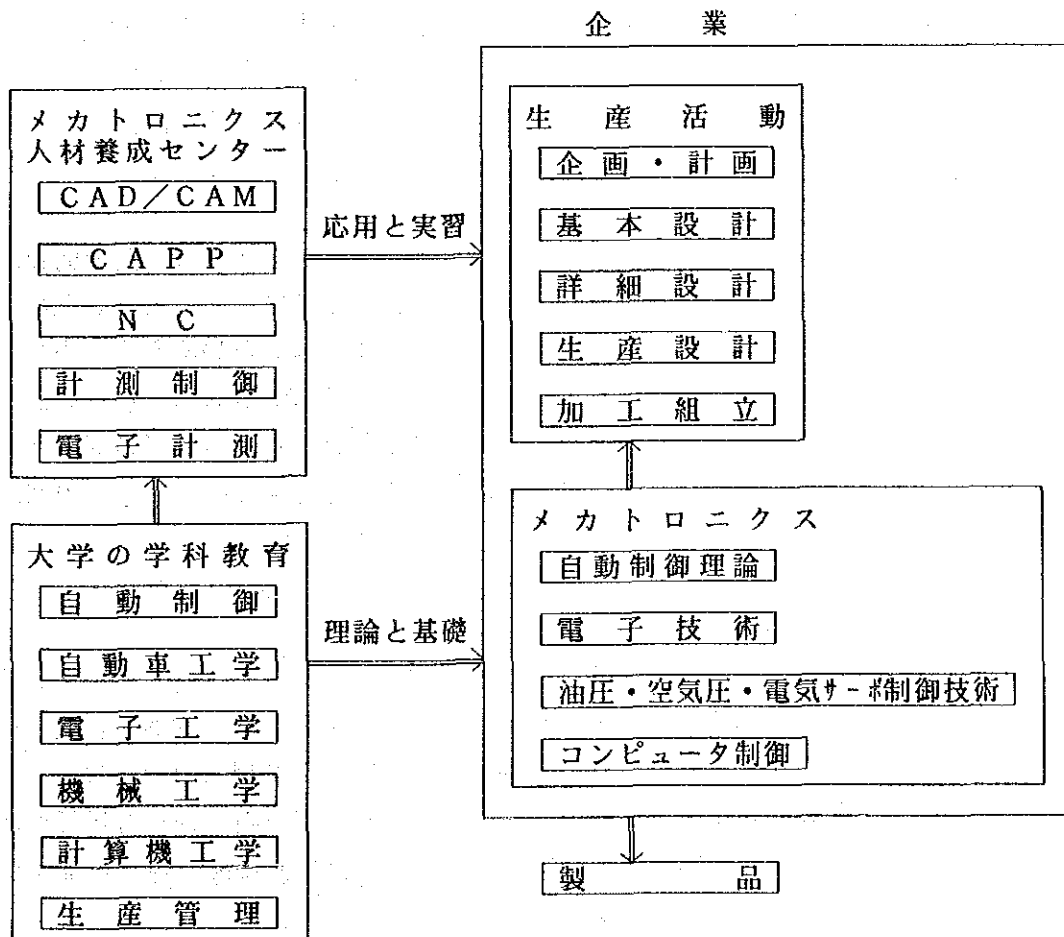 企業
メカトロニクス
人材養成センター
CAD/CAM
CAPP
NC
計測制御
電子計測
応用と実習
生産活動
企画・計画
基本設計
詳細設計
生産設計
加工組立
大学の学科教育
自動制御
自動車工学
電子工学
機械工学
計算機工学
生産管理
理論と基礎
メカトロニクス
自動制御理論
電子技術
油圧・空気圧・電気サーボ制御技術
コンピュータ制御
製品